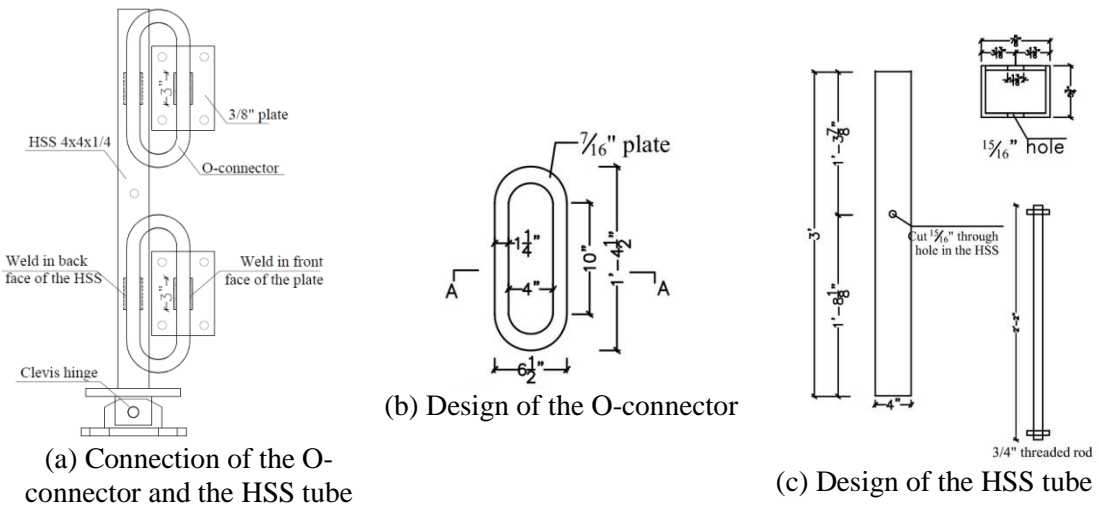 3"
3/8" plate
HSS 4x4x1/4
O-connector
Weld in back
face of the HSS
3"
Weld in front
face of the plate
Clevis hinge
(a) Connection of the O-
connector and the HSS tube
7/16" plate
1 1/4"
10"
1'-4 1/2"
A
4"
A
6 1/2"
(b) Design of the O-connector
3'
1'-3 7/8"
1'-8 1/8"
4"
Cut 15/16" through
hole in the HSS
15/16" hole
2'-2"
3/4" threaded rod
(c) Design of the HSS tube